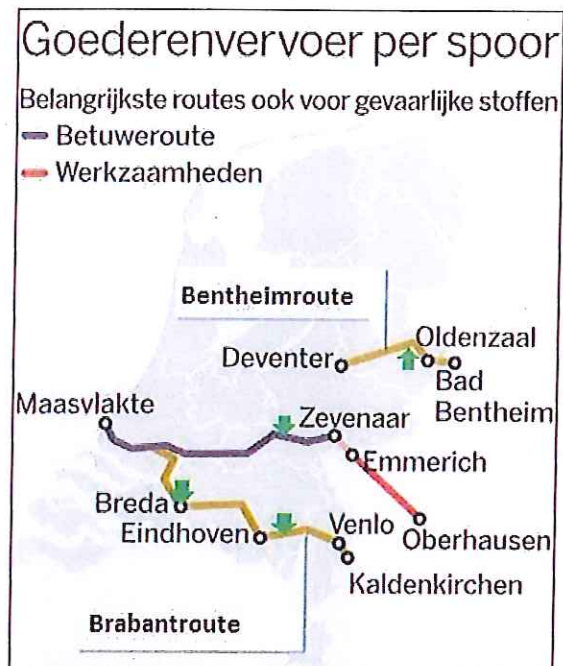 Goederenvervoer per spoor
Belangrijkste routes ook voor gevaarlijke stoffen
Betuweroute
Werkzaamheden
Bentheimroute
Oldenzaal
Deventer
Bad
Bentheim
Maasvlakte
Zevenaar
Emmerich
Breda
Eindhoven
Venlo
Oberhausen
Kaldenkirchen
Brabantroute